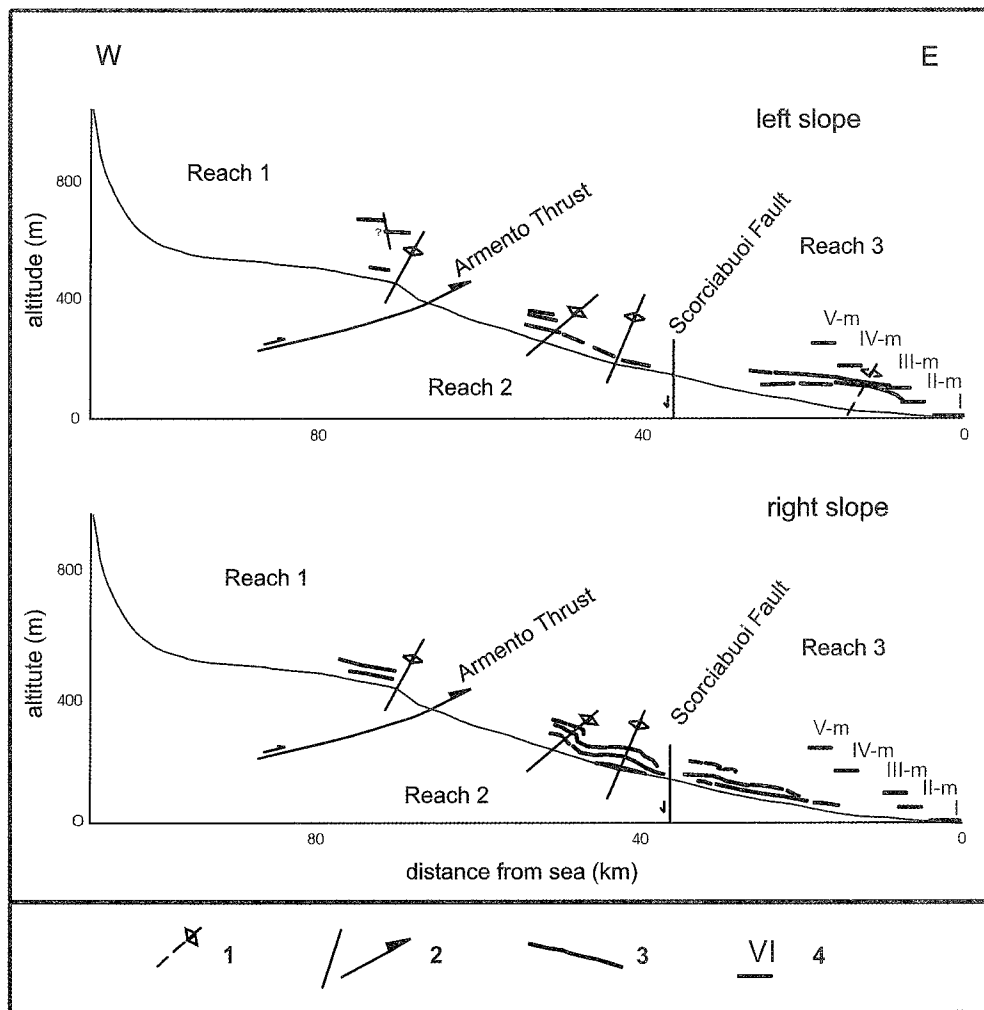 W
E
left slope
800
Reach 1
Armento Thrust
Scorciabuoi Fault
Reach 3
?
altitude (m)
400
V-m
IV-m
III-m
II-m
I
Reach 2
0
80
40
0
right slope
800
Reach 1
Armento Thrust
Scorciabuoi Fault
Reach 3
altitute (m)
400
V-m
IV-m
III-m
II-m
I
Reach 2
0
80
40
0
distance from sea (km)
1
2
3
VI
4